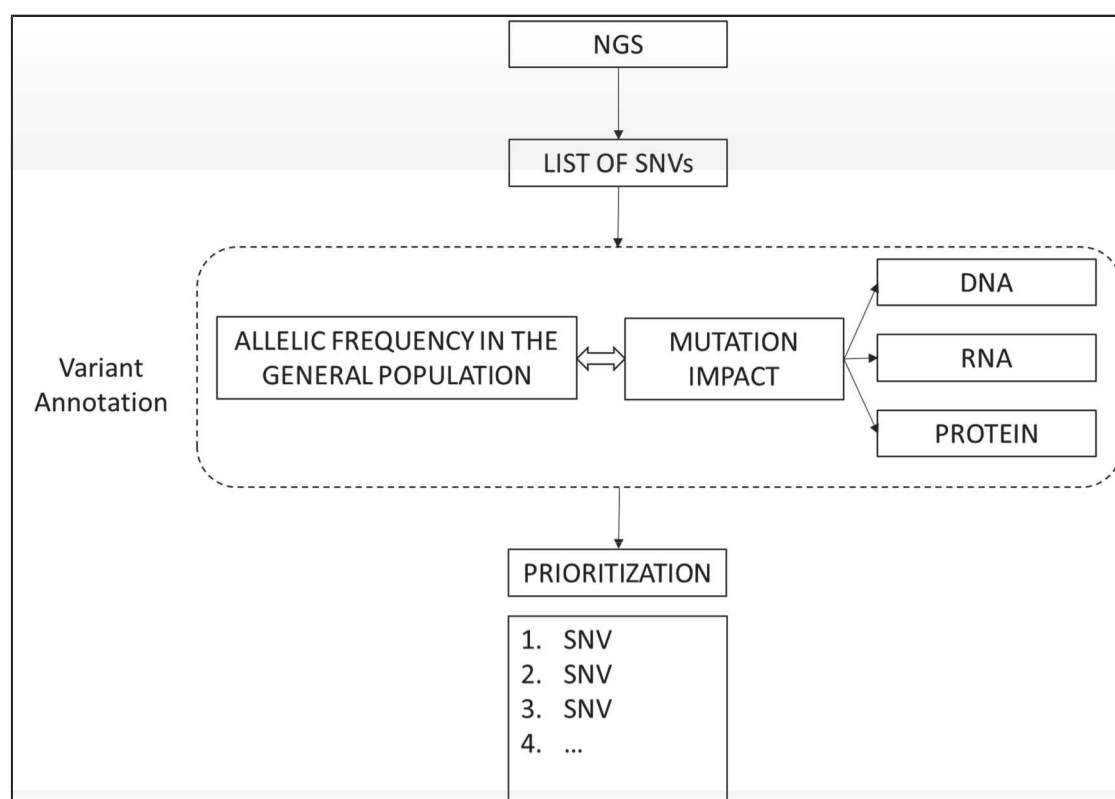 NGS
LIST OF SNVs
Variant
Annotation
ALLELIC FREQUENCY IN THE
GENERAL POPULATION
MUTATION
IMPACT
DNA
RNA
PROTEIN
PRIORITIZATION
1. SNV
2. SNV
3. SNV
4. ...